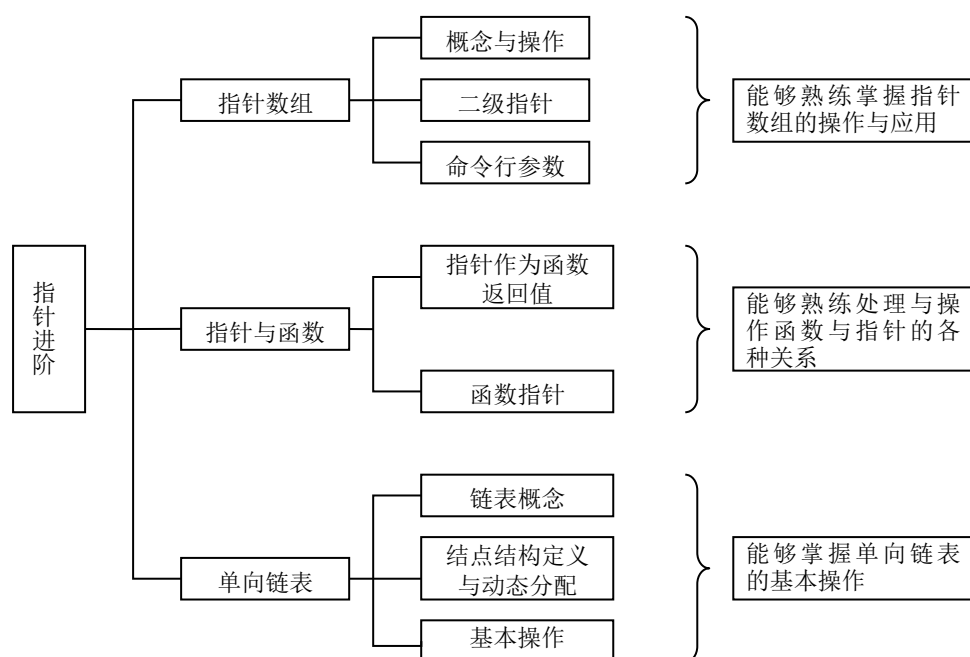 指针进阶
指针数组
概念与操作
二级指针
命令行参数
能够熟练掌握指针
数组的操作与应用
指针与函数
指针作为函数
返回值
函数指针
能够熟练处理与操
作函数与指针的各
种关系
单向链表
链表概念
结点结构定义
与动态分配
基本操作
能够掌握单向链表
的基本操作